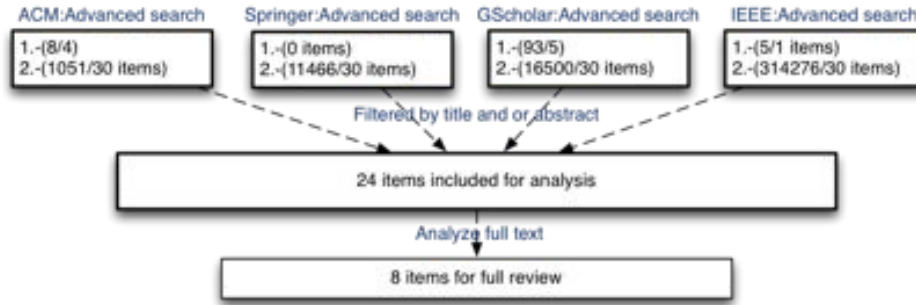 ACM:Advanced search
Springer:Advanced search
GScholar:Advanced search
IEEE:Advanced search
1.-(8/4)
2.-(1051/30 items)
1.-(0 items)
2.-(11466/30 items)
1.-(93/5)
2.-(16500/30 items)
1.-(5/1 items)
2.-(314276/30 items)
Filtered by title and or abstract
24 items included for analysis
Analyze full text
8 items for full review